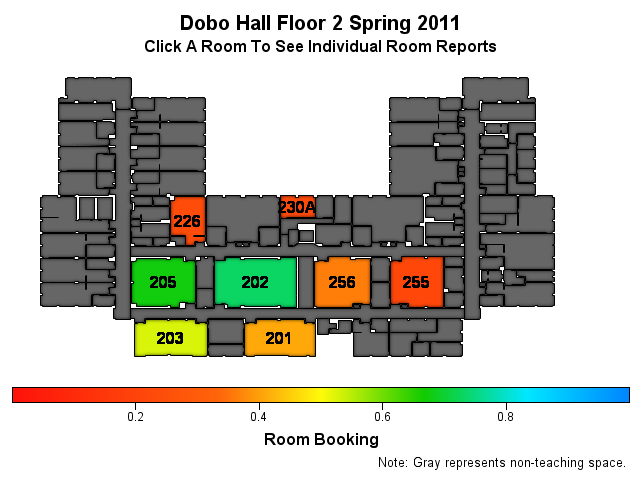 Dobo Hall Floor 2 Spring 2011
Click A Room To See Individual Room Reports
230A
226
205
202
256
255
203
201
0.2
0.4
0.6
0.8
Room Booking
Note: Gray represents non-teaching space.